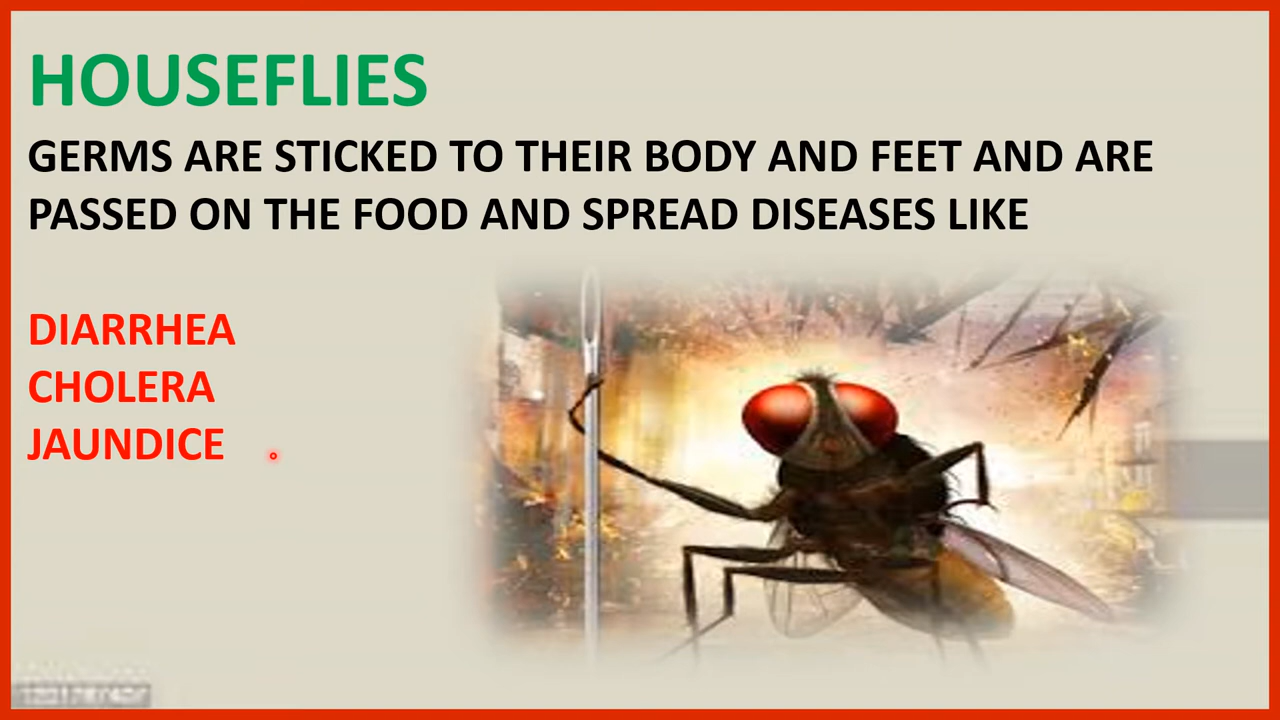 HOUSEFLIES
GERMS ARE STICKED TO THEIR BODY AND FEET AND ARE
PASSED ON THE FOOD AND SPREAD DISEASES LIKE
DIARRHEA
CHOLERA
JAUNDICE